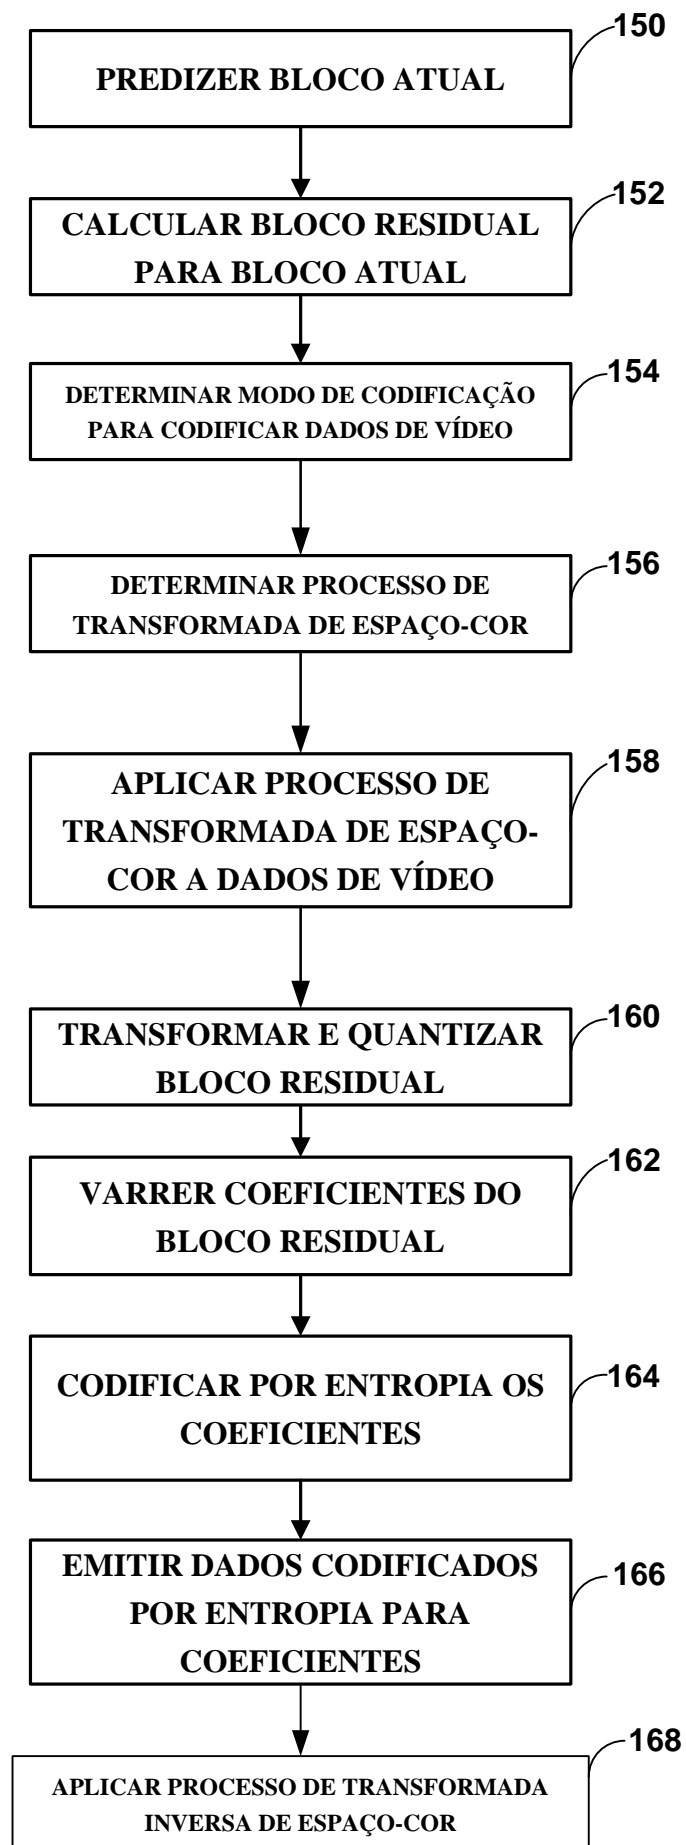 150
PREDIZER BLOCO ATUAL
152
CALCULAR BLOCO RESIDUAL
PARA BLOCO ATUAL
154
DETERMINAR MODO DE CODIFICAÇÃO
PARA CODIFICAR DADOS DE VÍDEO
156
DETERMINAR PROCESSO DE
TRANSFORMADA DE ESPAÇO-COR
158
APLICAR PROCESSO DE
TRANSFORMADA DE ESPAÇO-
COR A DADOS DE VÍDEO
160
TRANSFORMAR E QUANTIZAR
BLOCO RESIDUAL
162
VARRER COEFICIENTES DO
BLOCO RESIDUAL
164
CODIFICAR POR ENTROPIA OS
COEFICIENTES
166
EMITIR DADOS CODIFICADOS
POR ENTROPIA PARA
COEFICIENTES
168
APLICAR PROCESSO DE TRANSFORMADA
INVERSA DE ESPAÇO-COR